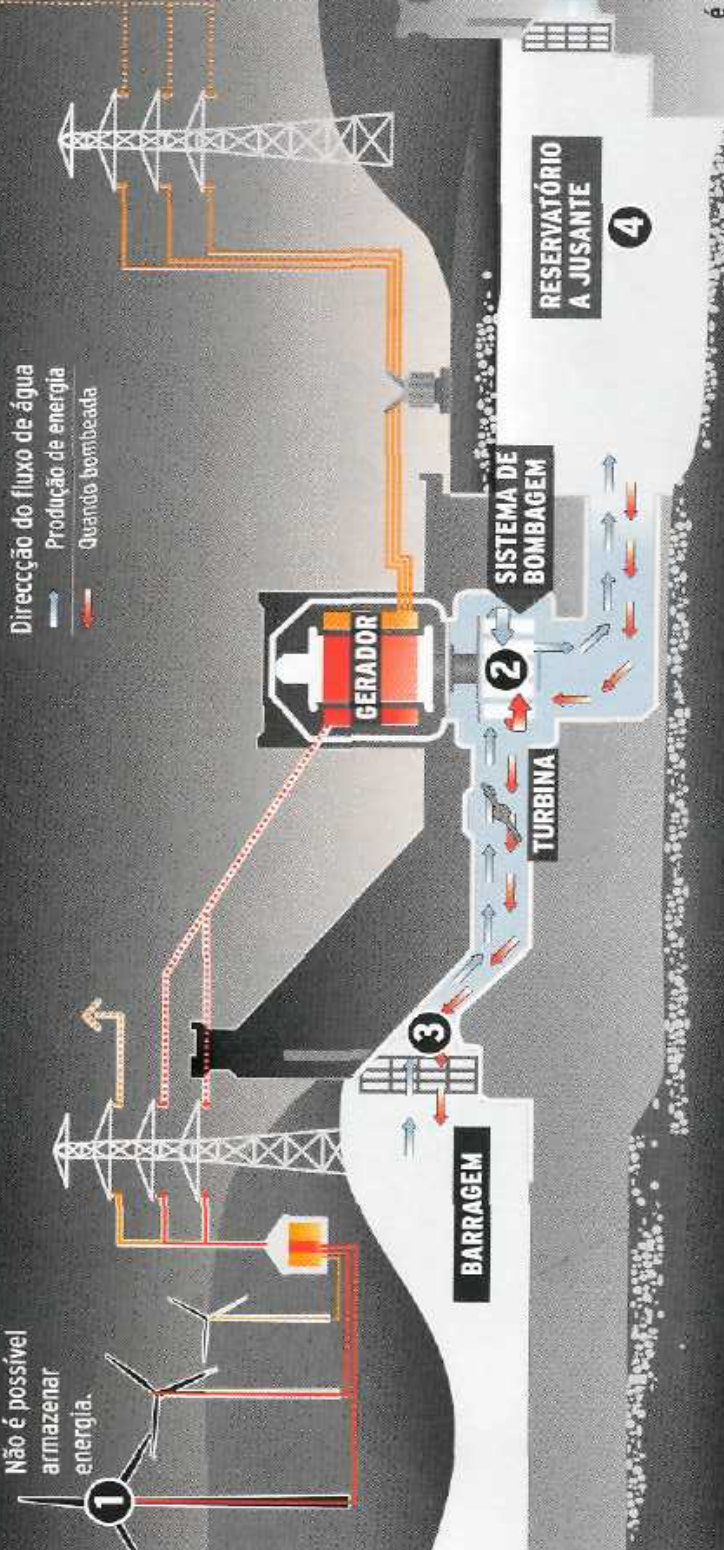 Não é possível
armazenar
energia.
1
Direcção do fluxo de água
Produção de energia
Quando bombeada
GERADOR
SISTEMA DE
BOMBAGEM
2
TURBINA
3
BARRAGEM
RESERVATÓRIO
A JUSANTE
4
é